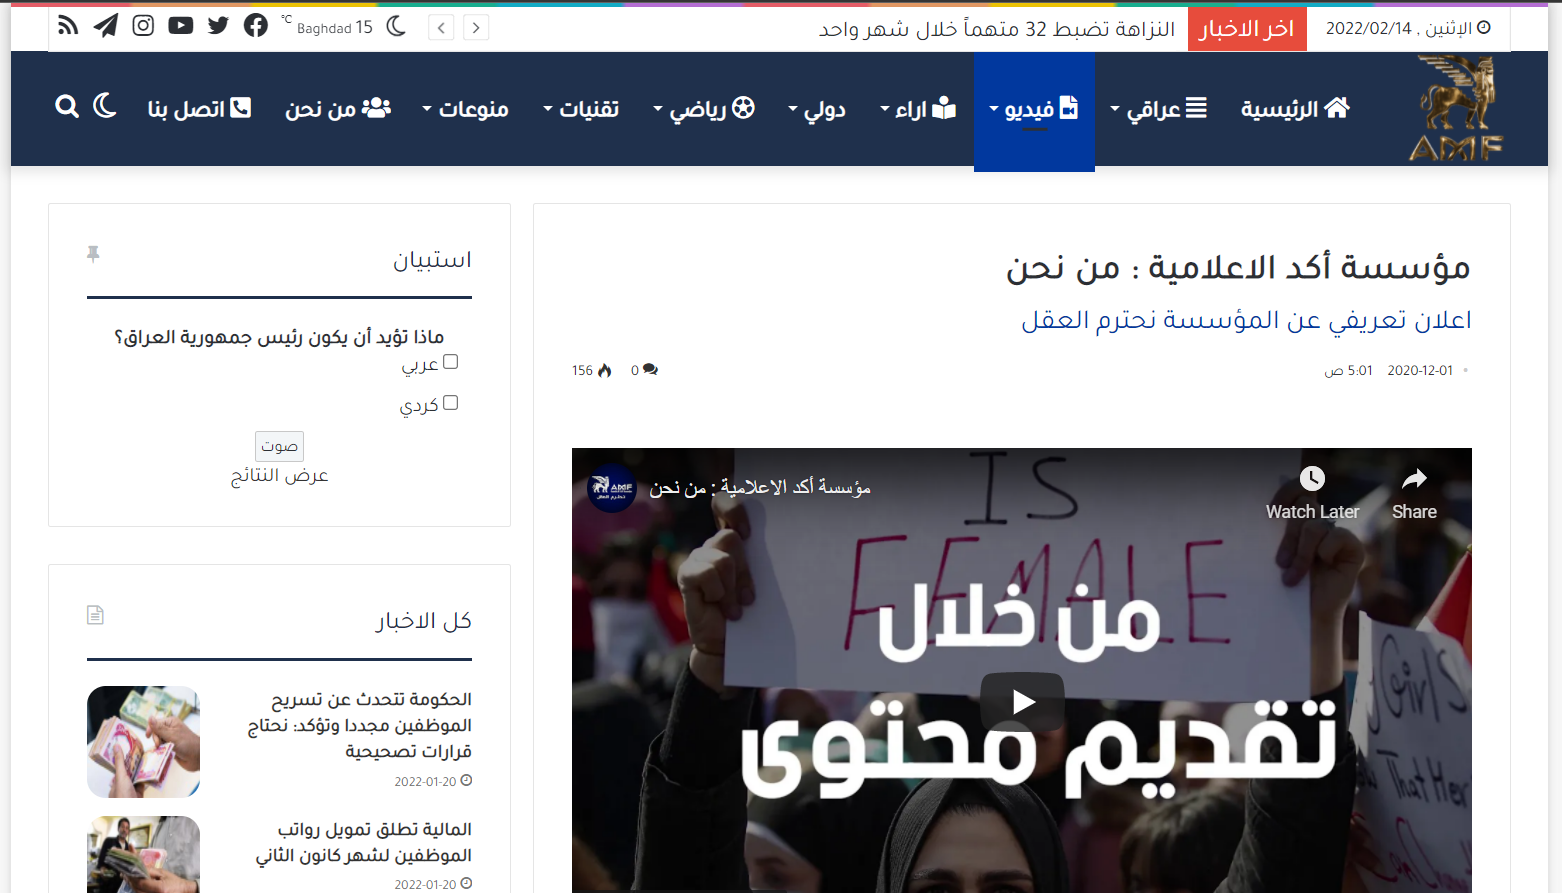 الإثنين , 2022/02/14
اخر الاخبار
النزاهة تضبط 32 متهماً خلال شهر واحد
15 Baghdad ℃
AMF
الرئيسية
عراقي
فيديو
اراء
دولي
رياضي
تقنيات
منوعات
من نحن
اتصل بنا
مؤسسة أكد الاعلامية : من نحن
اعلان تعريفي عن المؤسسة نحترم العقل
2020-12-01 5:01 ص
0
156
مؤسسة أكد الاعلامية : من نحن
AMF
Watch Later
Share
IS
FEMALE
من خلال
تقديم محتوى
Girls
That Her
استبيان
ماذا تؤيد أن يكون رئيس جمهورية العراق؟
عربي
كردي
صوت
عرض النتائج
كل الاخبار
الحكومة تتحدث عن تسريح
الموظفين مجددا وتؤكد: نحتاج
قرارات تصحيحية
2022-01-20
المالية تطلق تمويل رواتب
الموظفين لشهر كانون الثاني
2022-01-20